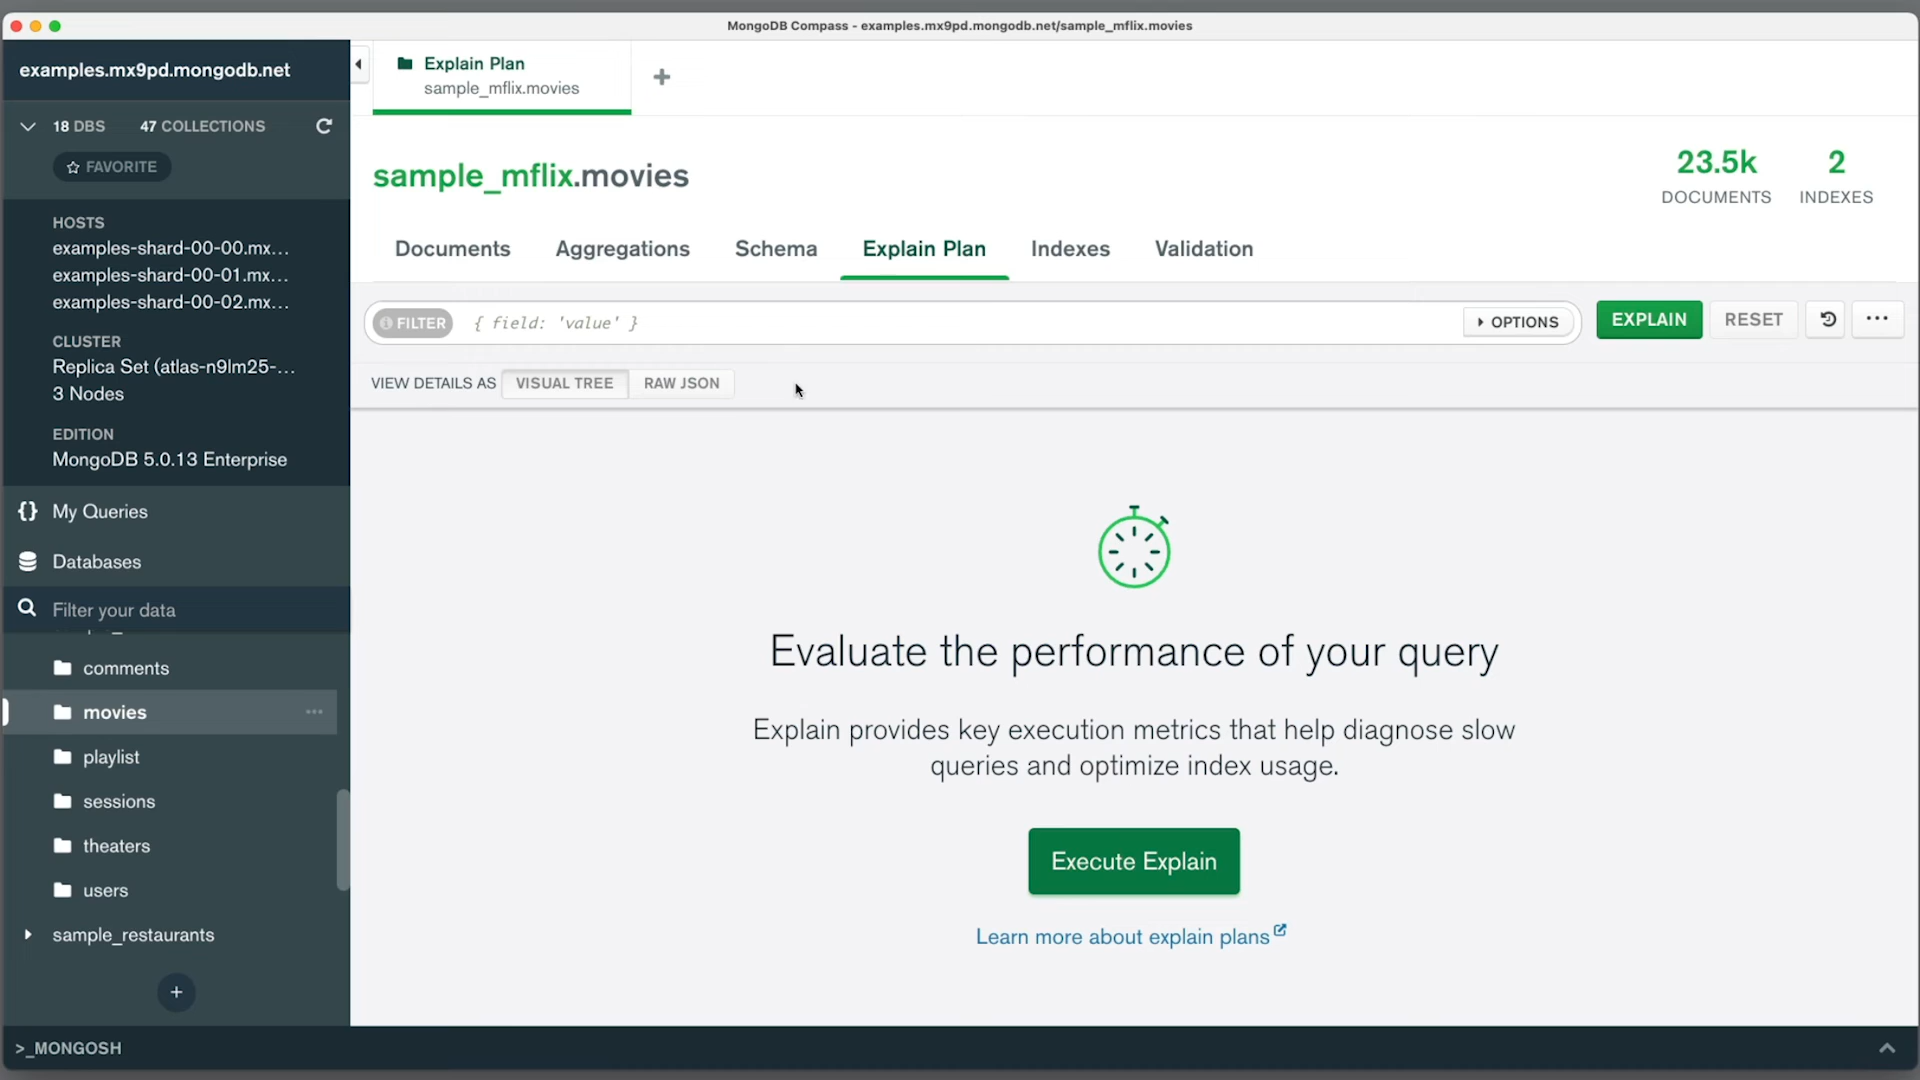 MongoDB Compass - examples.mx9pd.mongodb.net/sample_mflix.movies
examples.mx9pd.mongodb.net
18 DBS 47 COLLECTIONS
FAVORITE
HOSTS
examples-shard-00-00.mx...
examples-shard-00-01.mx...
examples-shard-00-02.mx...
CLUSTER
Replica Set (atlas-n9lm25-...
3 Nodes
EDITION
MongoDB 5.0.13 Enterprise
{} My Queries
Databases
Filter your data
comments
movies
playlist
sessions
theaters
users
sample_restaurants
+
Explain Plan
sample_mflix.movies
+
sample_mflix.movies
23.5k
DOCUMENTS
2
INDEXES
Documents Aggregations Schema Explain Plan Indexes Validation
FILTER { field: 'value' } OPTIONS EXPLAIN RESET ...
VIEW DETAILS AS VISUAL TREE RAW JSON
Evaluate the performance of your query
Explain provides key execution metrics that help diagnose slow
queries and optimize index usage.
Execute Explain
Learn more about explain plans
>_MONGOSH